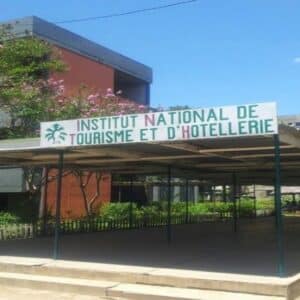 INSTITUT NATIONAL DE
TOURISME ET D'HOTELLERIE